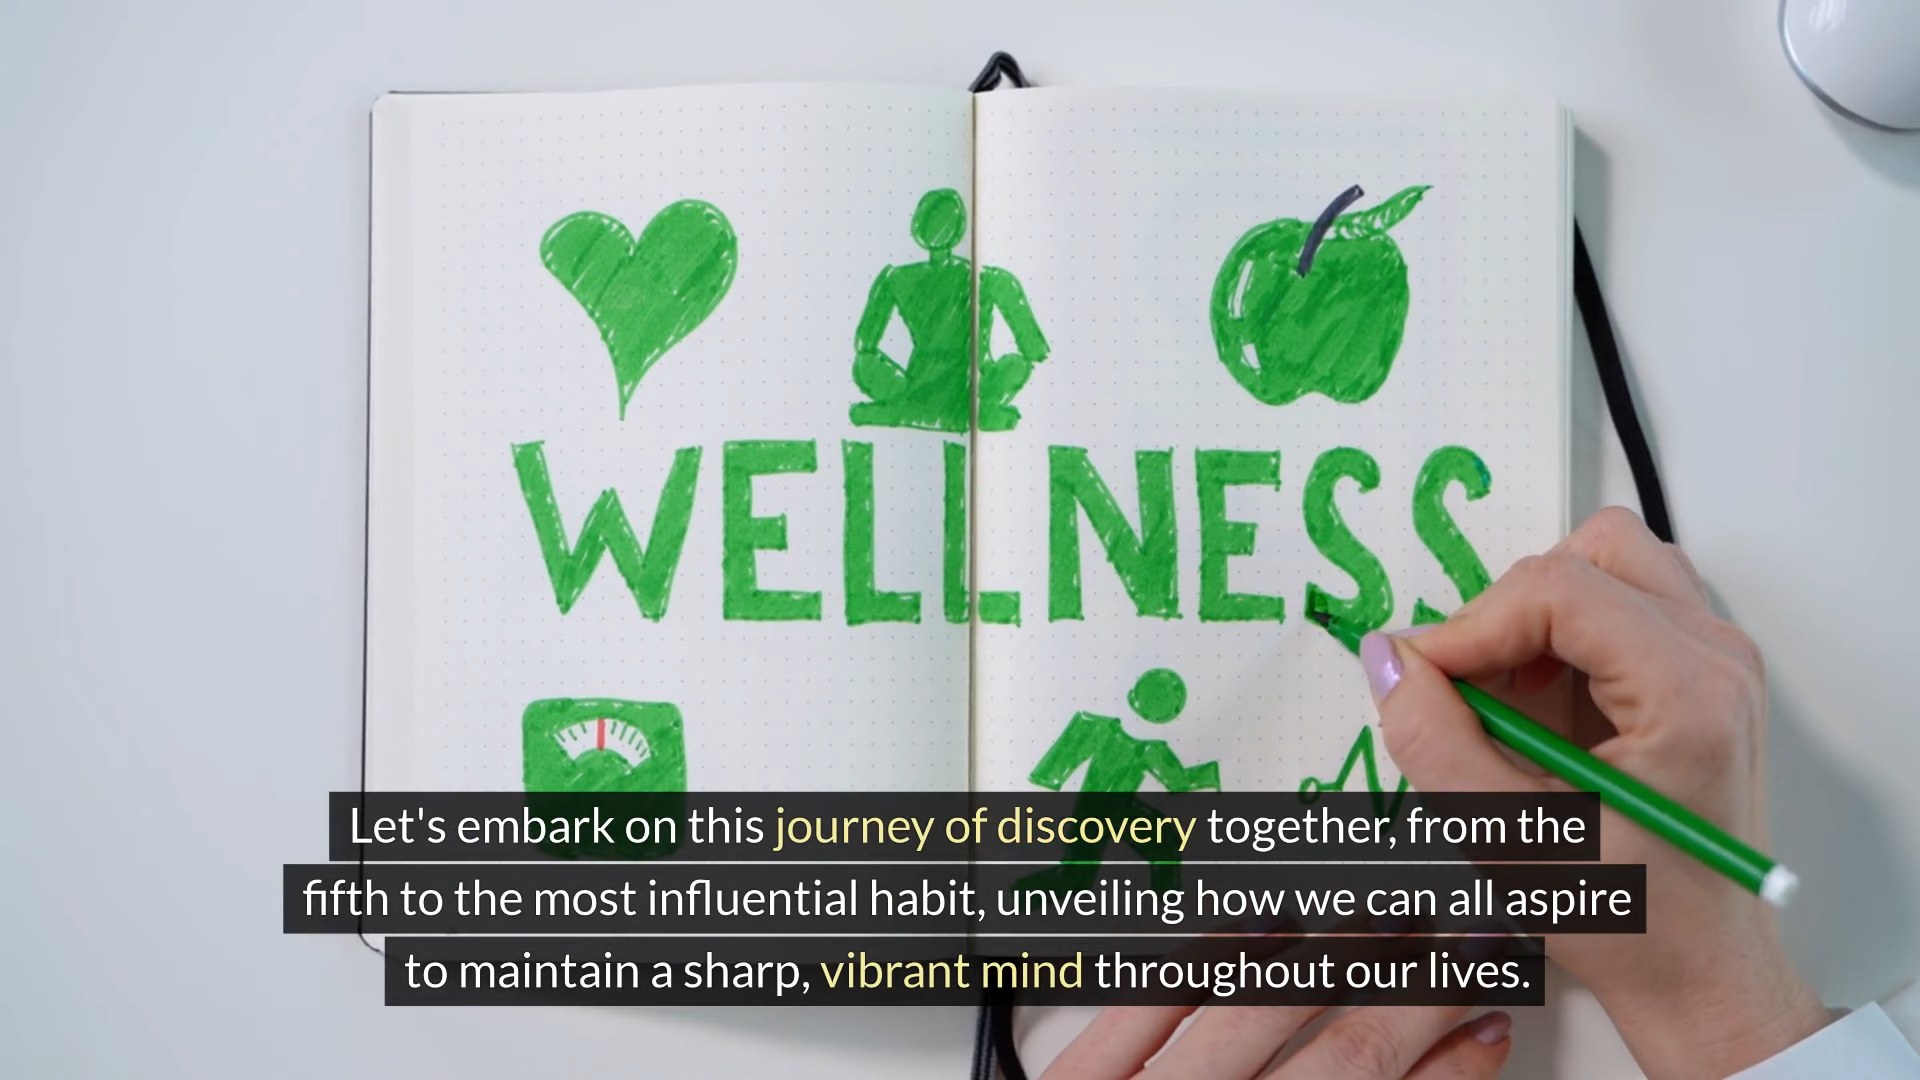 WELLNESS
Let's embark on this journey of discovery together, from the
fifth to the most influential habit, unveiling how we can all aspire
to maintain a sharp, vibrant mind throughout our lives.